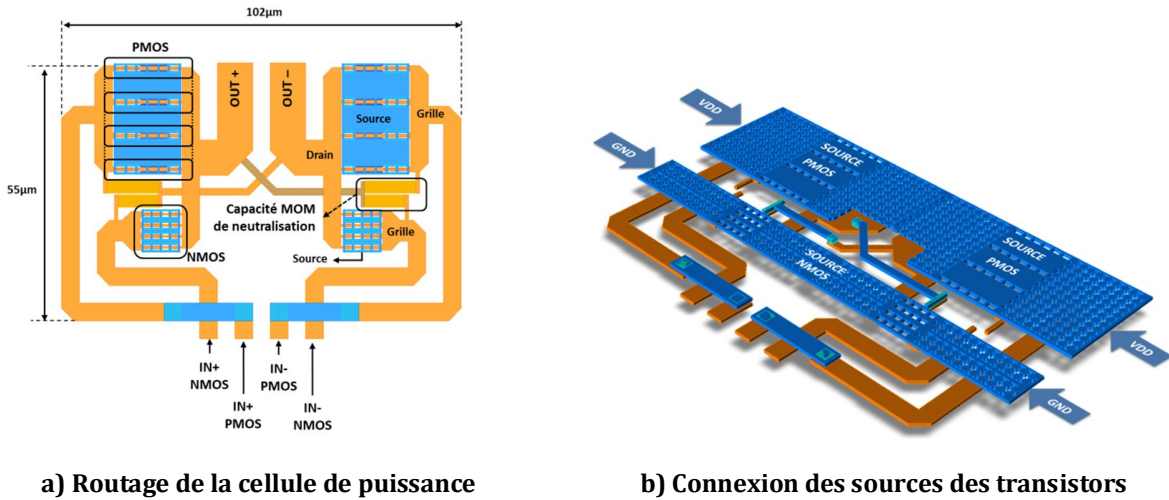 102µm
PMOS
OUT +
OUT –
Source
Grille
Drain
55µm
Capacité MOM
de neutralisation
NMOS
Grille
Source
IN+
NMOS
IN-
PMOS
IN+
PMOS
IN-
NMOS
VDD
GND
SOURCE
PMOS
SOURCE
NMOS
SOURCE
PMOS
VDD
GND
a) Routage de la cellule de puissance
b) Connexion des sources des transistors